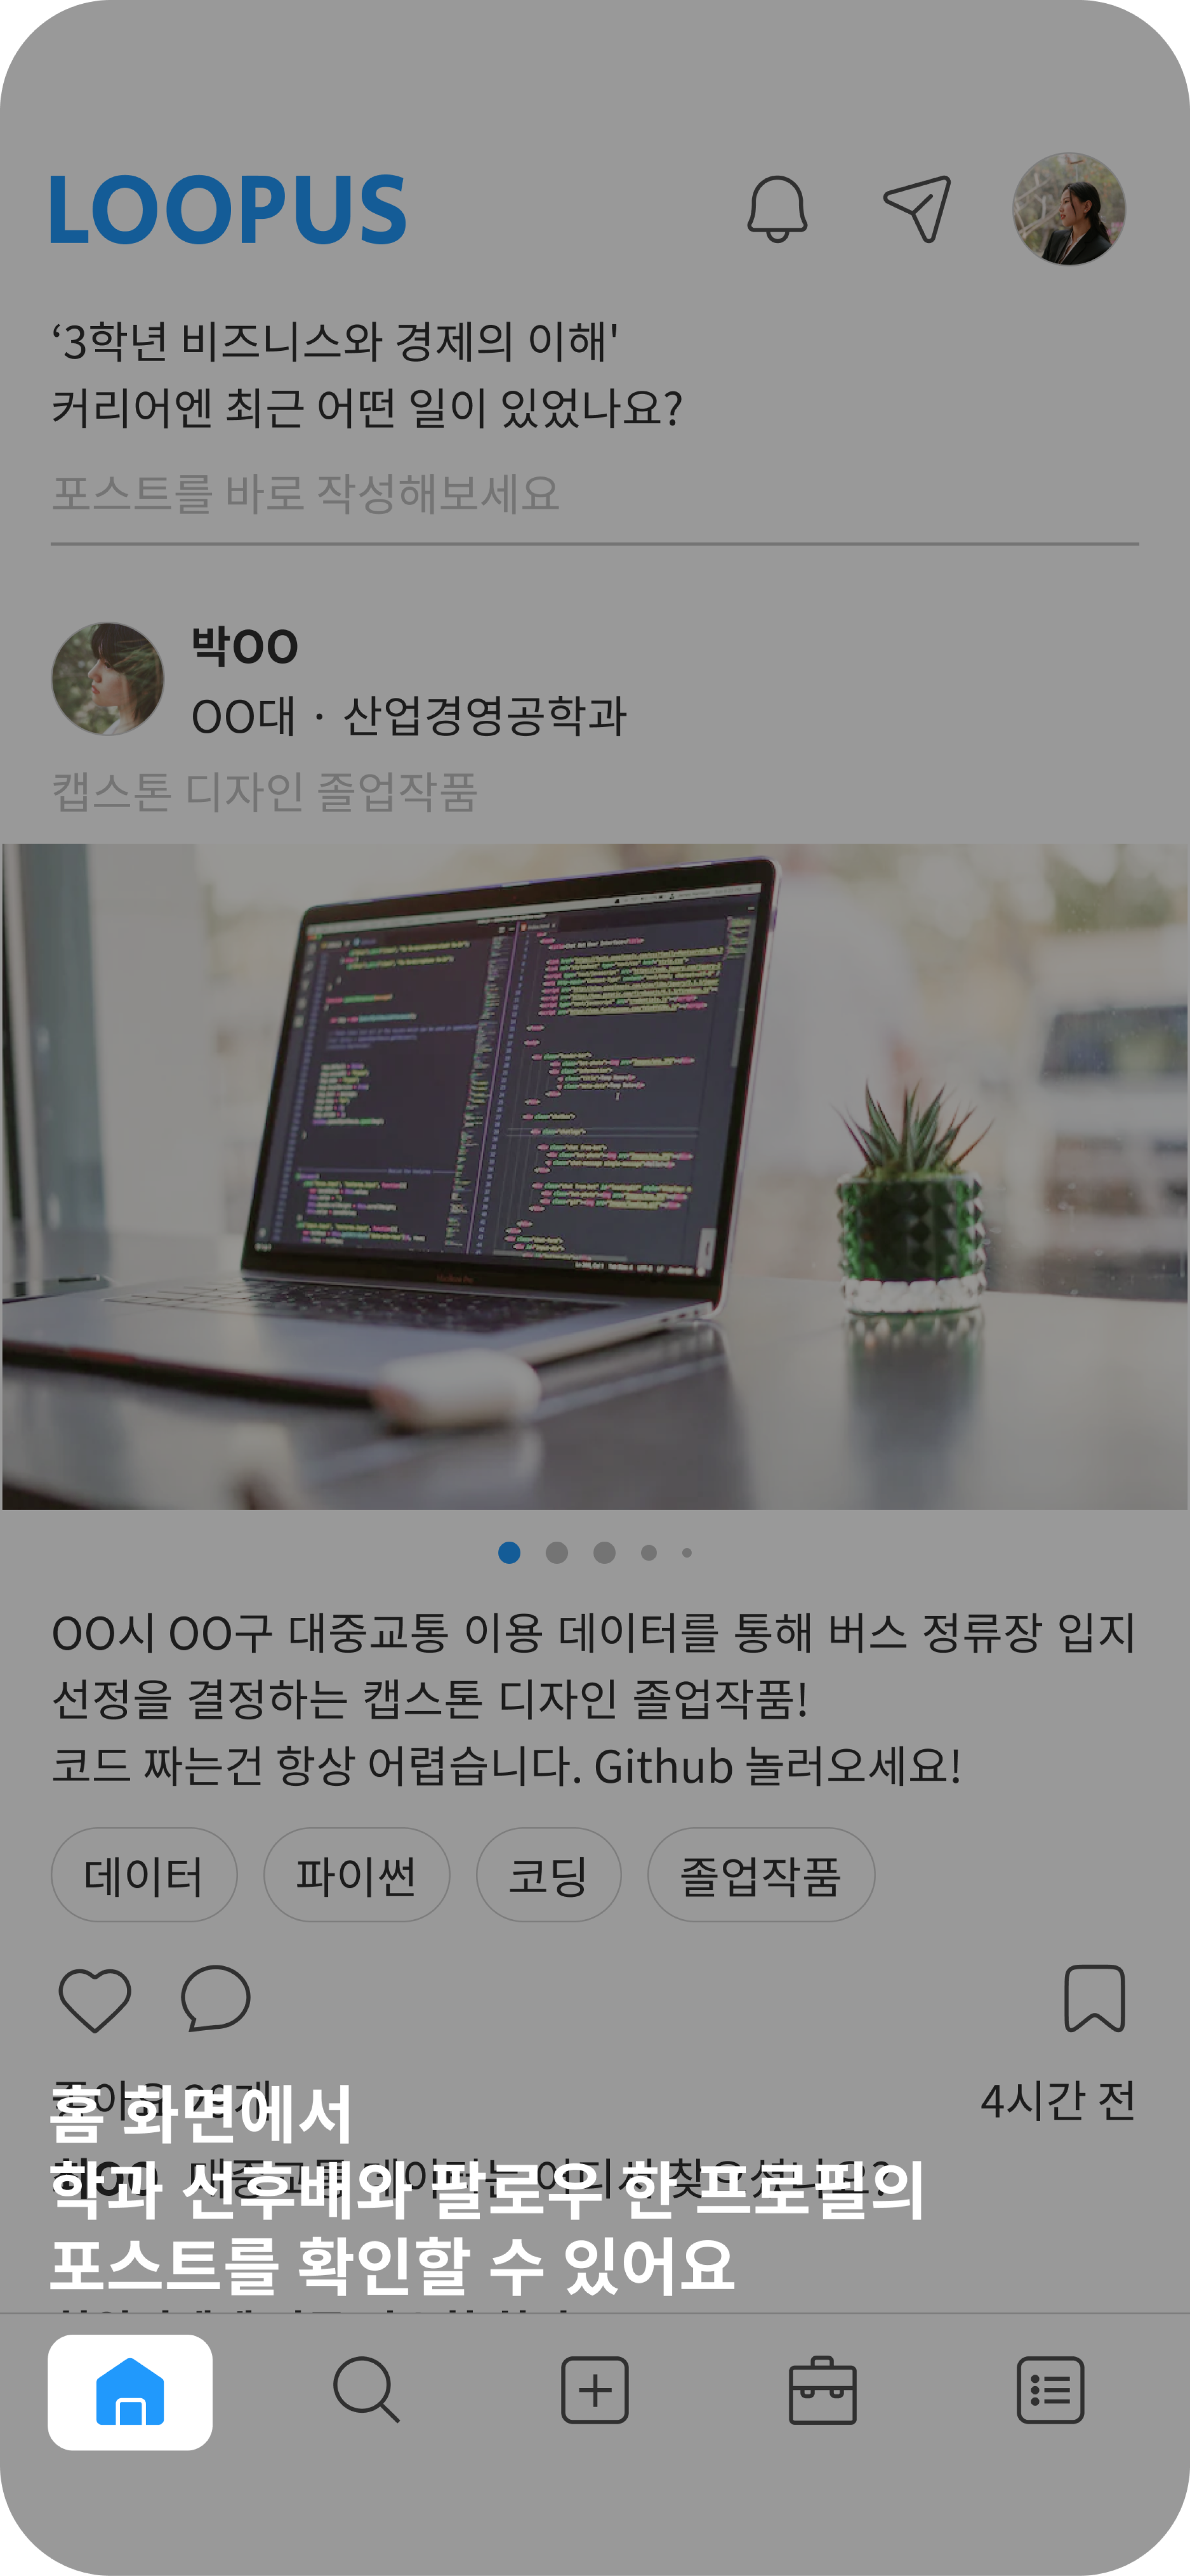 LOOPUS
‘3학년 비즈니스와 경제의 이해'
커리어엔 최근 어떤 일이 있었나요?
포스트를 바로 작성해보세요
박OO
OO대 · 산업경영공학과
캡스톤 디자인 졸업작품
OO시 OO구 대중교통 이용 데이터를 통해 버스 정류장 입지
선정을 결정하는 캡스톤 디자인 졸업작품!
코드 짜는건 항상 어렵습니다. Github 놀러오세요!
데이터 파이썬 코딩 졸업작품
4시간 전
홈 화면에서
학과 선후배와 팔로우 한 프로필의
포스트를 확인할 수 있어요